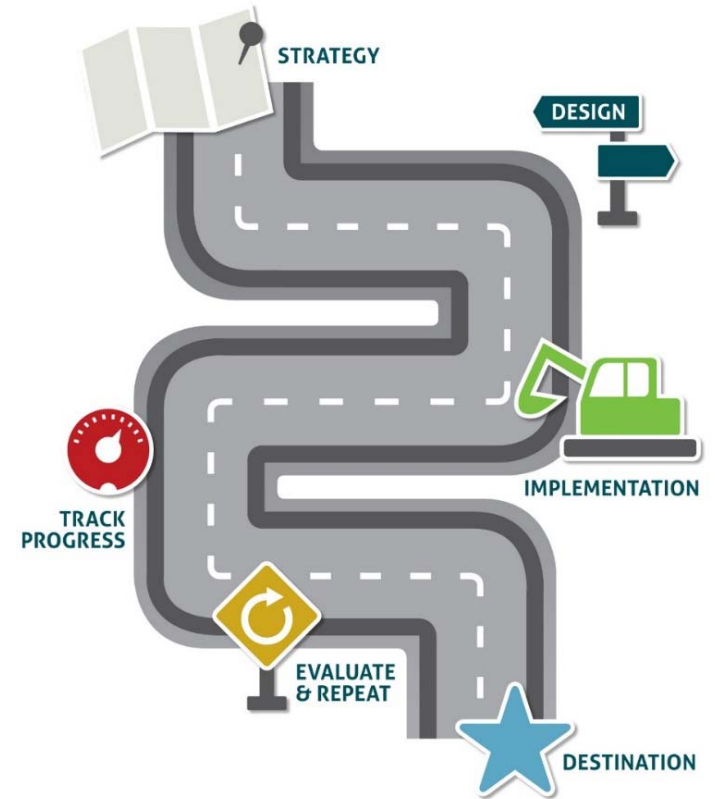 STRATEGY
DESIGN
IMPLEMENTATION
TRACK
PROGRESS
EVALUATE
& REPEAT
DESTINATION